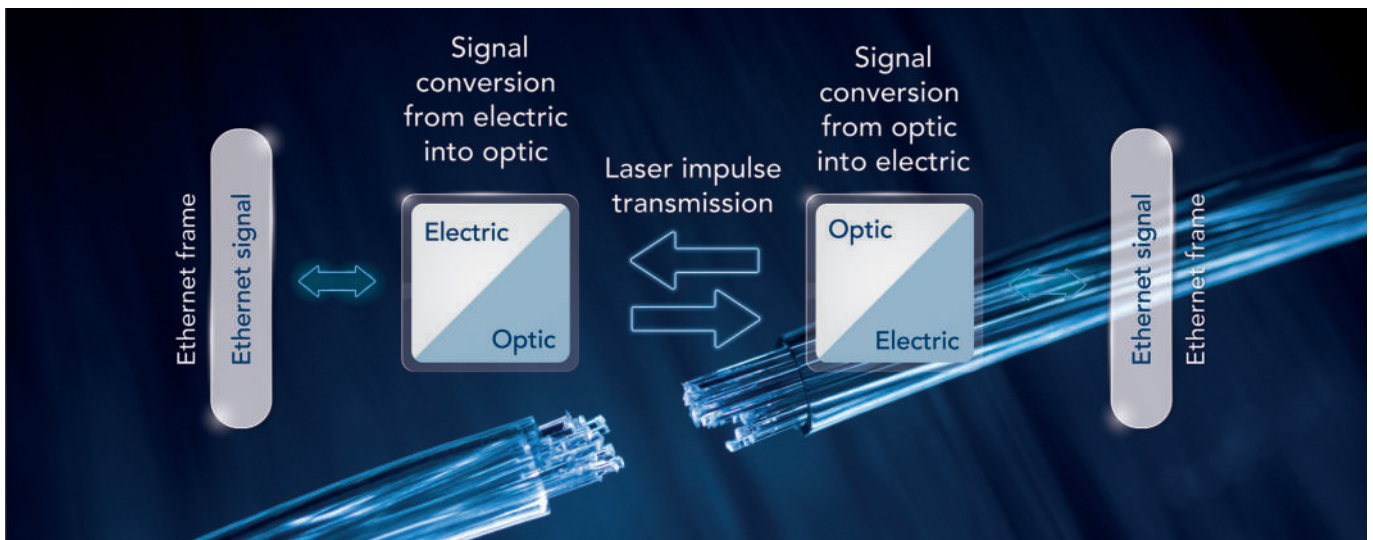 Ethernet frame
Ethernet signal
Signal
conversion
from electric
into optic
Electric
Optic
Laser impulse
transmission
Signal
conversion
from optic
into electric
Optic
Electric
Ethernet signal
Ethernet frame